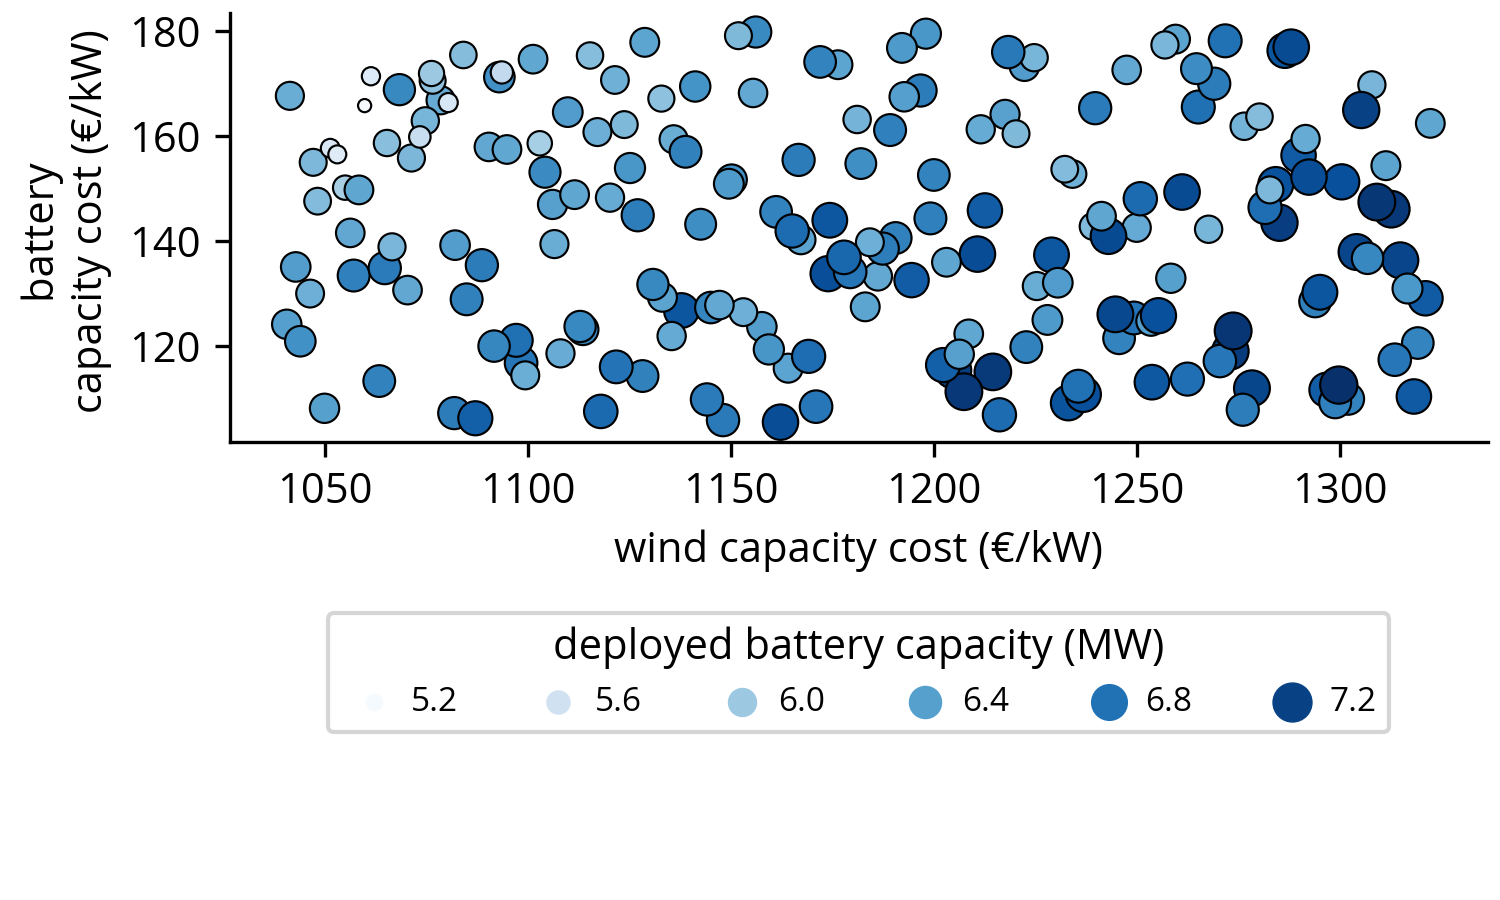 battery
capacity cost (€/kW)
180
160
140
120
1050 1100 1150 1200 1250 1300
wind capacity cost (€/kW)
deployed battery capacity (MW)
5.2 5.6 6.0 6.4 6.8 7.2